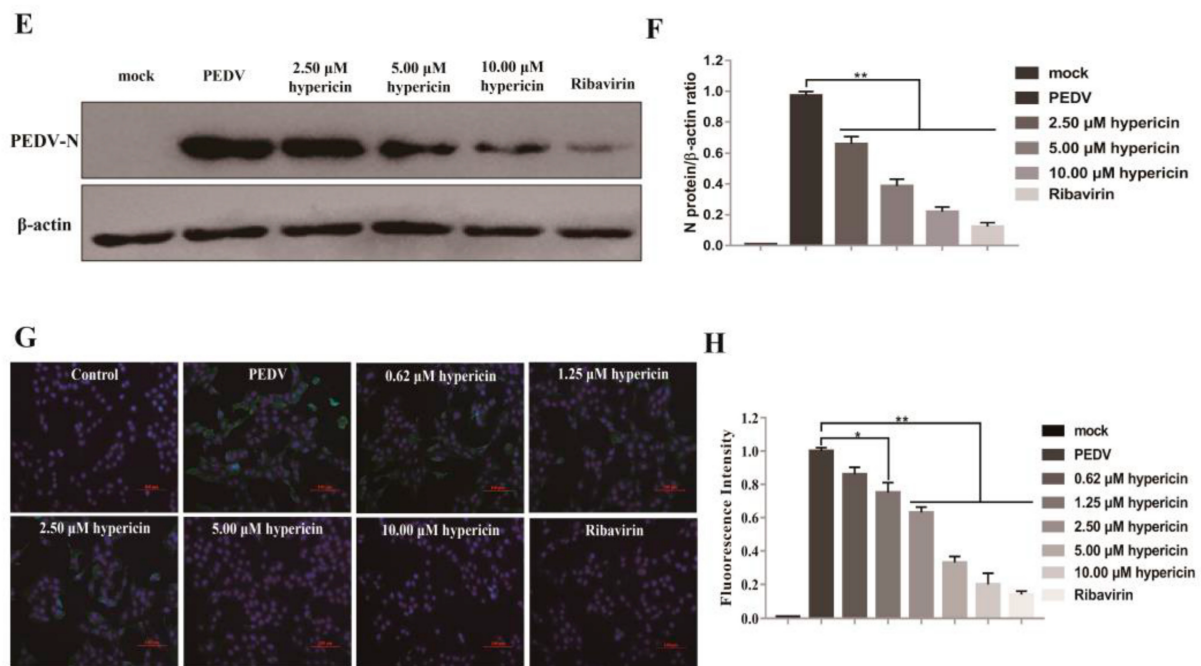 E
mock
PEDV
2.50 µM
hypericin
5.00 µM
hypericin
10.00 µM
hypericin
Ribavirin
PEDV-N
β-actin
F
N protein/β-actin ratio
1.2
1.0
0.8
0.6
0.4
0.2
0.0
**
mock
PEDV
2.50 µM hypericin
5.00 µM hypericin
10.00 µM hypericin
Ribavirin
G
Control
PEDV
0.62 µM hypericin
1.25 µM hypericin
2.50 µM hypericin
5.00 µM hypericin
10.00 µM hypericin
Ribavirin
H
Fluoorescence Intensity
1.2
1.0
0.8
0.6
0.4
0.2
0.0
**
*
mock
PEDV
0.62 µM hypericin
1.25 µM hypericin
2.50 µM hypericin
5.00 µM hypericin
10.00 µM hypericin
Ribavirin